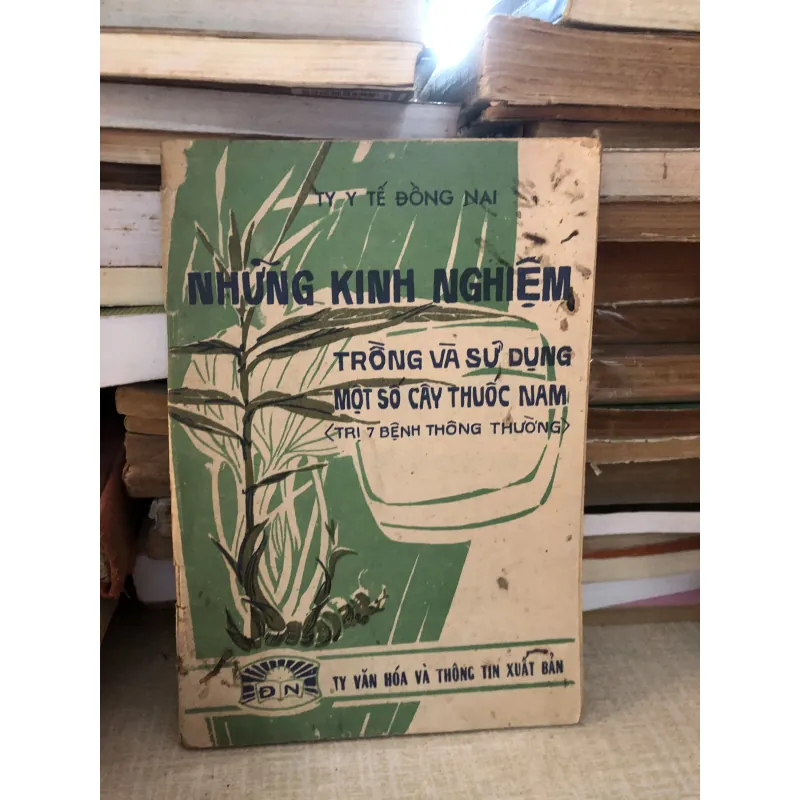 TY Y TẾ ĐỒNG NAI
NHỮNG KINH NGHIỆM
TRỒNG VÀ SỬ DỤNG
MỘT SỐ CÂY THUỐC NAM
<TRỊ 7 BỆNH THÔNG THƯỜNG>
ĐN
TY VĂN HÓA VÀ THÔNG TIN XUẤT BẢN